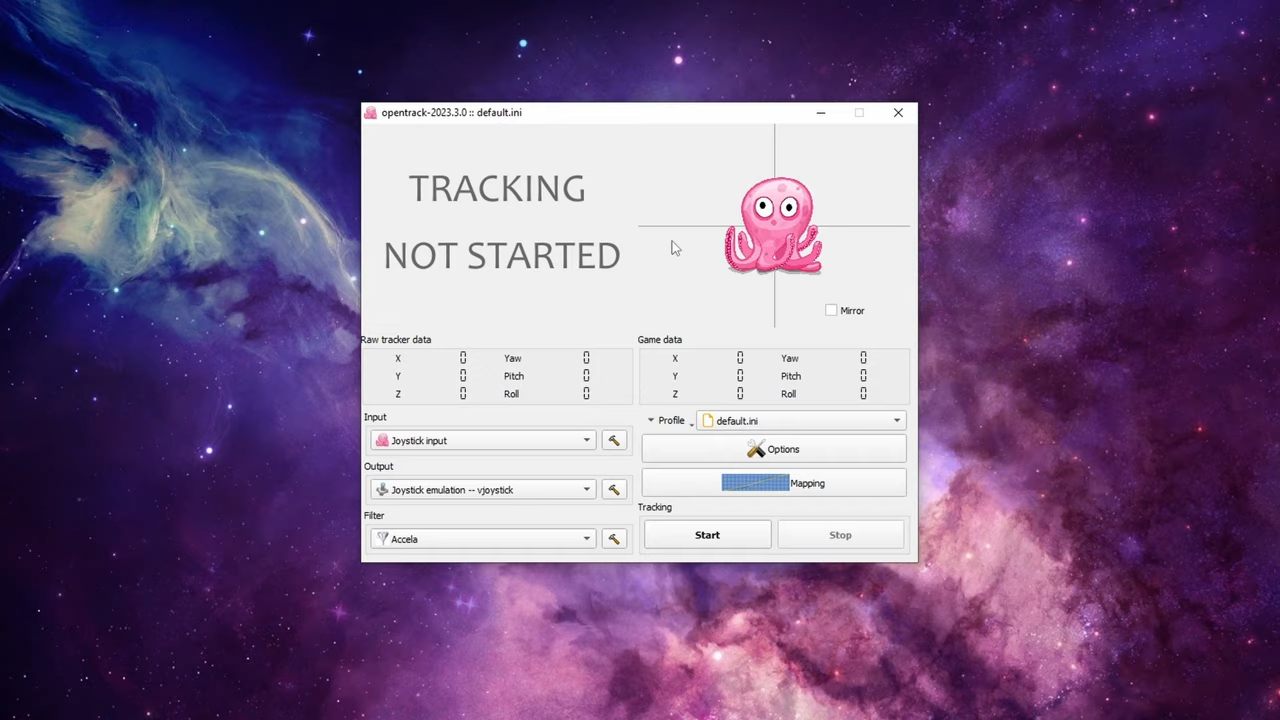 opentrack-2023.3.0 :: default.ini
TRACKING
NOT STARTED
Mirror
Raw tracker data
X 0 Yaw 0
Y 0 Pitch 0
Z 0 Roll 0
Game data
X 0 Yaw 0
Y 0 Pitch 0
Z 0 Roll 0
Input
Joystick input
Output
Joystick emulation -- vjoystick
Filter
Accela
Profile default.ini
Options
Mapping
Tracking
Start Stop